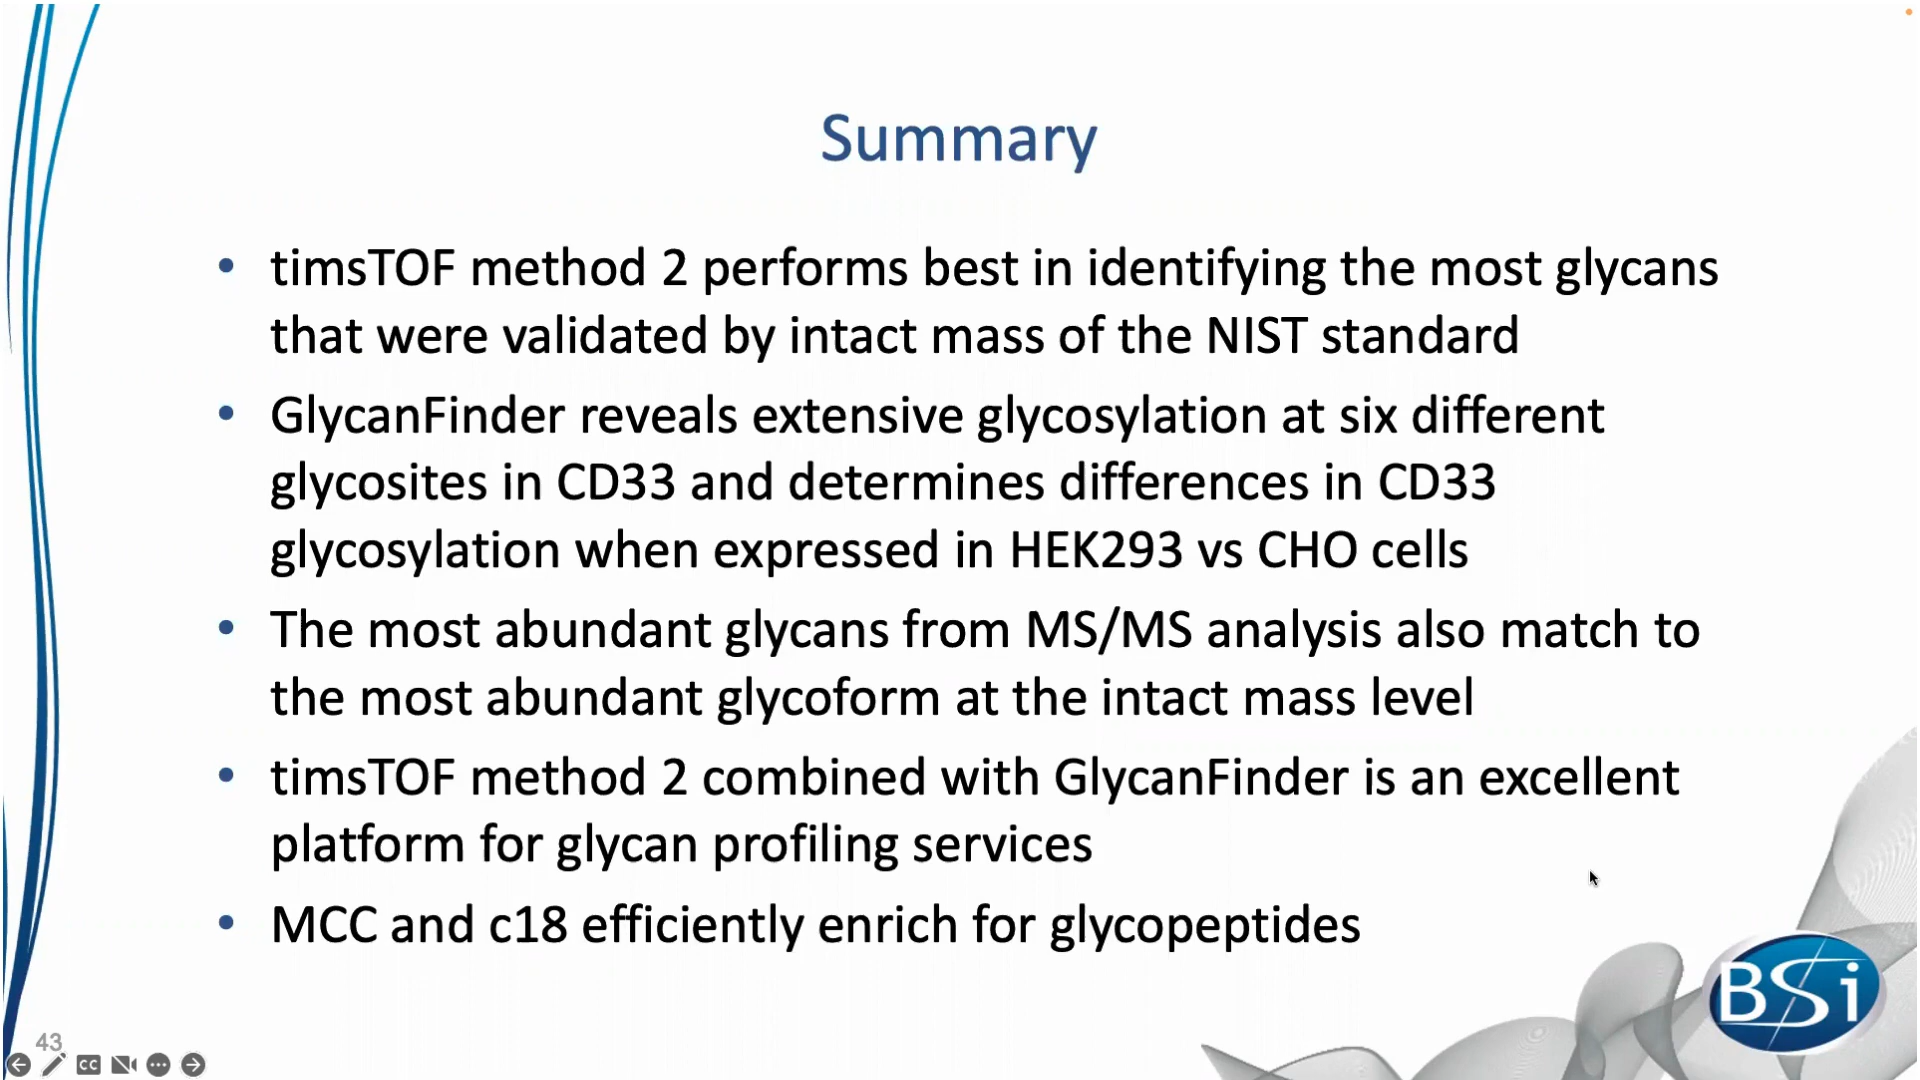 Summary
• timsTOF method 2 performs best in identifying the most glycans
that were validated by intact mass of the NIST standard
• GlycanFinder reveals extensive glycosylation at six different
glycosites in CD33 and determines differences in CD33
glycosylation when expressed in HEK293 vs CHO cells
• The most abundant glycans from MS/MS analysis also match to
the most abundant glycoform at the intact mass level
• timsTOF method 2 combined with GlycanFinder is an excellent
platform for glycan profiling services
• MCC and c18 efficiently enrich for glycopeptides
BSi
43
CC